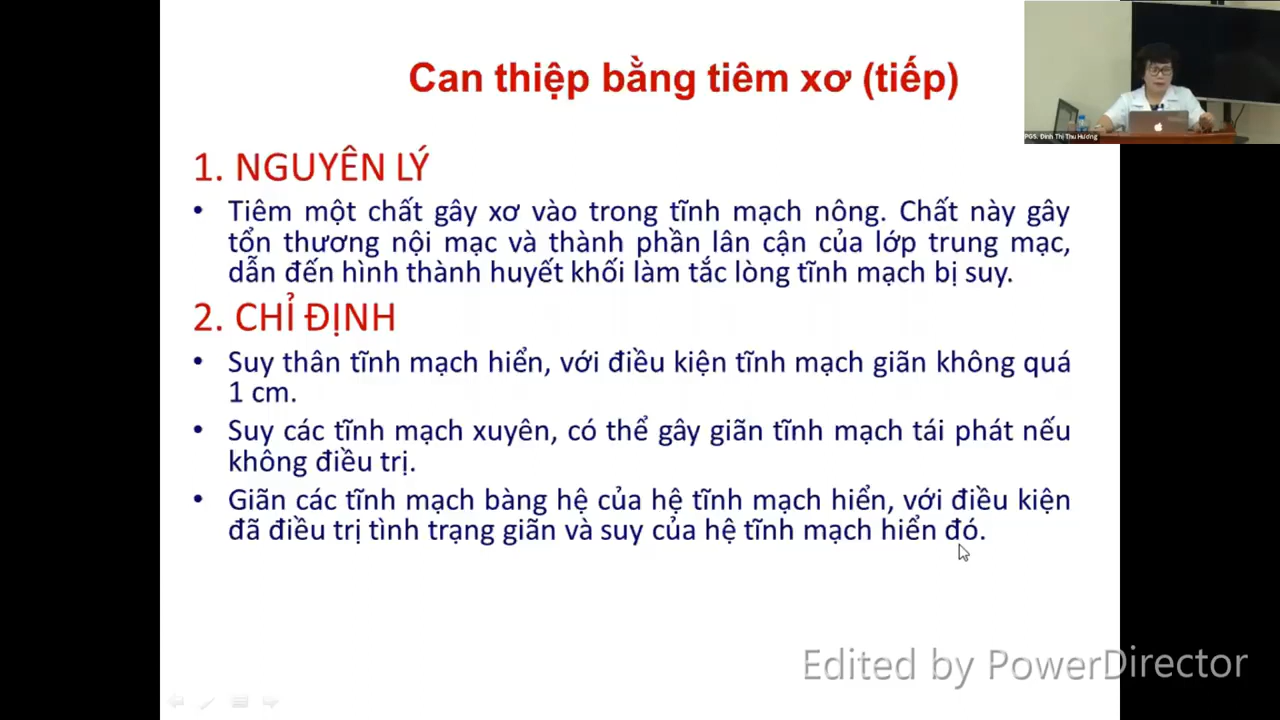 Can thiệp bằng tiêm xơ (tiếp)
PGS. Đinh Thị Thu Hương
1. NGUYÊN LÝ
• Tiêm một chất gây xơ vào trong tĩnh mạch nông. Chất này gây
tổn thương nội mạc và thành phần lân cận của lớp trung mạc,
dẫn đến hình thành huyết khối làm tắc lòng tĩnh mạch bị suy.
2. CHỈ ĐỊNH
• Suy thân tĩnh mạch hiển, với điều kiện tĩnh mạch giãn không quá
1 cm.
• Suy các tĩnh mạch xuyên, có thể gây giãn tĩnh mạch tái phát nếu
không điều trị.
• Giãn các tĩnh mạch bàng hệ của hệ tĩnh mạch hiển, với điều kiện
đã điều trị tình trạng giãn và suy của hệ tĩnh mạch hiển đó.
Edited by PowerDirector